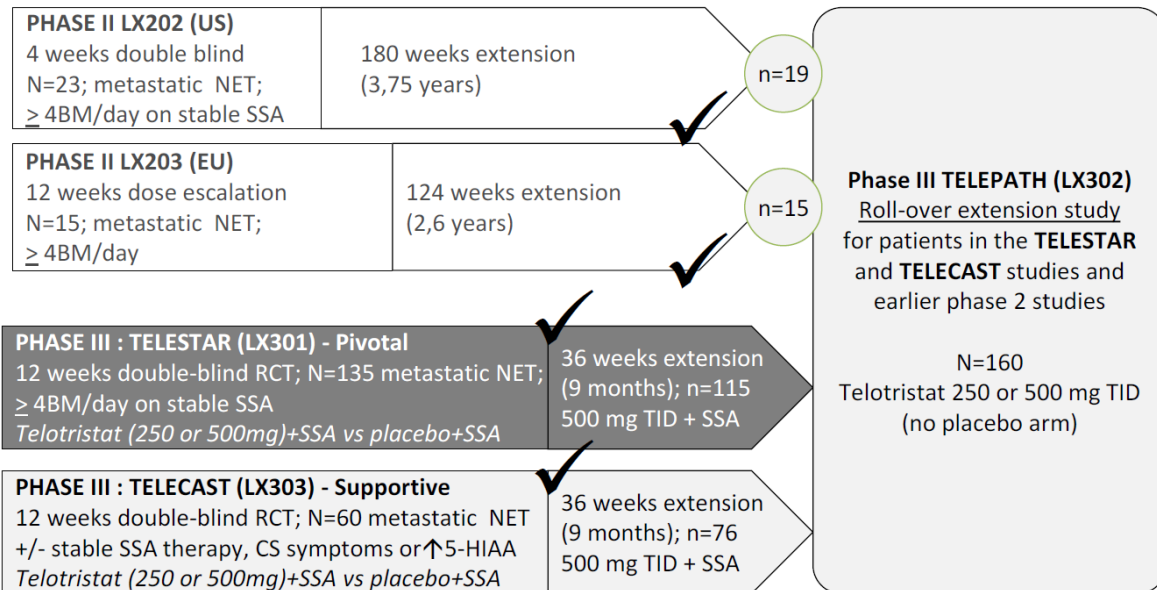 PHASE II LX202 (US)
4 weeks double blind
N=23; metastatic NET;
> 4BM/day on stable SSA
180 weeks extension
(3,75 years)
n=19
PHASE II LX203 (EU)
12 weeks dose escalation
N=15; metastatic NET;
> 4BM/day
124 weeks extension
(2,6 years)
n=15
PHASE III : TELESTAR (LX301) - Pivotal
12 weeks double-blind RCT; N=135 metastatic NET;
> 4BM/day on stable SSA
Telotristat (250 or 500mg)+SSA vs placebo+SSA
36 weeks extension
(9 months); n=115
500 mg TID + SSA
PHASE III : TELECAST (LX303) - Supportive
12 weeks double-blind RCT; N=60 metastatic NET
+/- stable SSA therapy, CS symptoms or↑5-HIAA
Telotristat (250 or 500mg)+SSA vs placebo+SSA
36 weeks extension
(9 months); n=76
500 mg TID + SSA
Phase III TELEPATH (LX302)
Roll-over extension study
for patients in the TELESTAR
and TELECAST studies and
earlier phase 2 studies
N=160
Telotristat 250 or 500 mg TID
(no placebo arm)